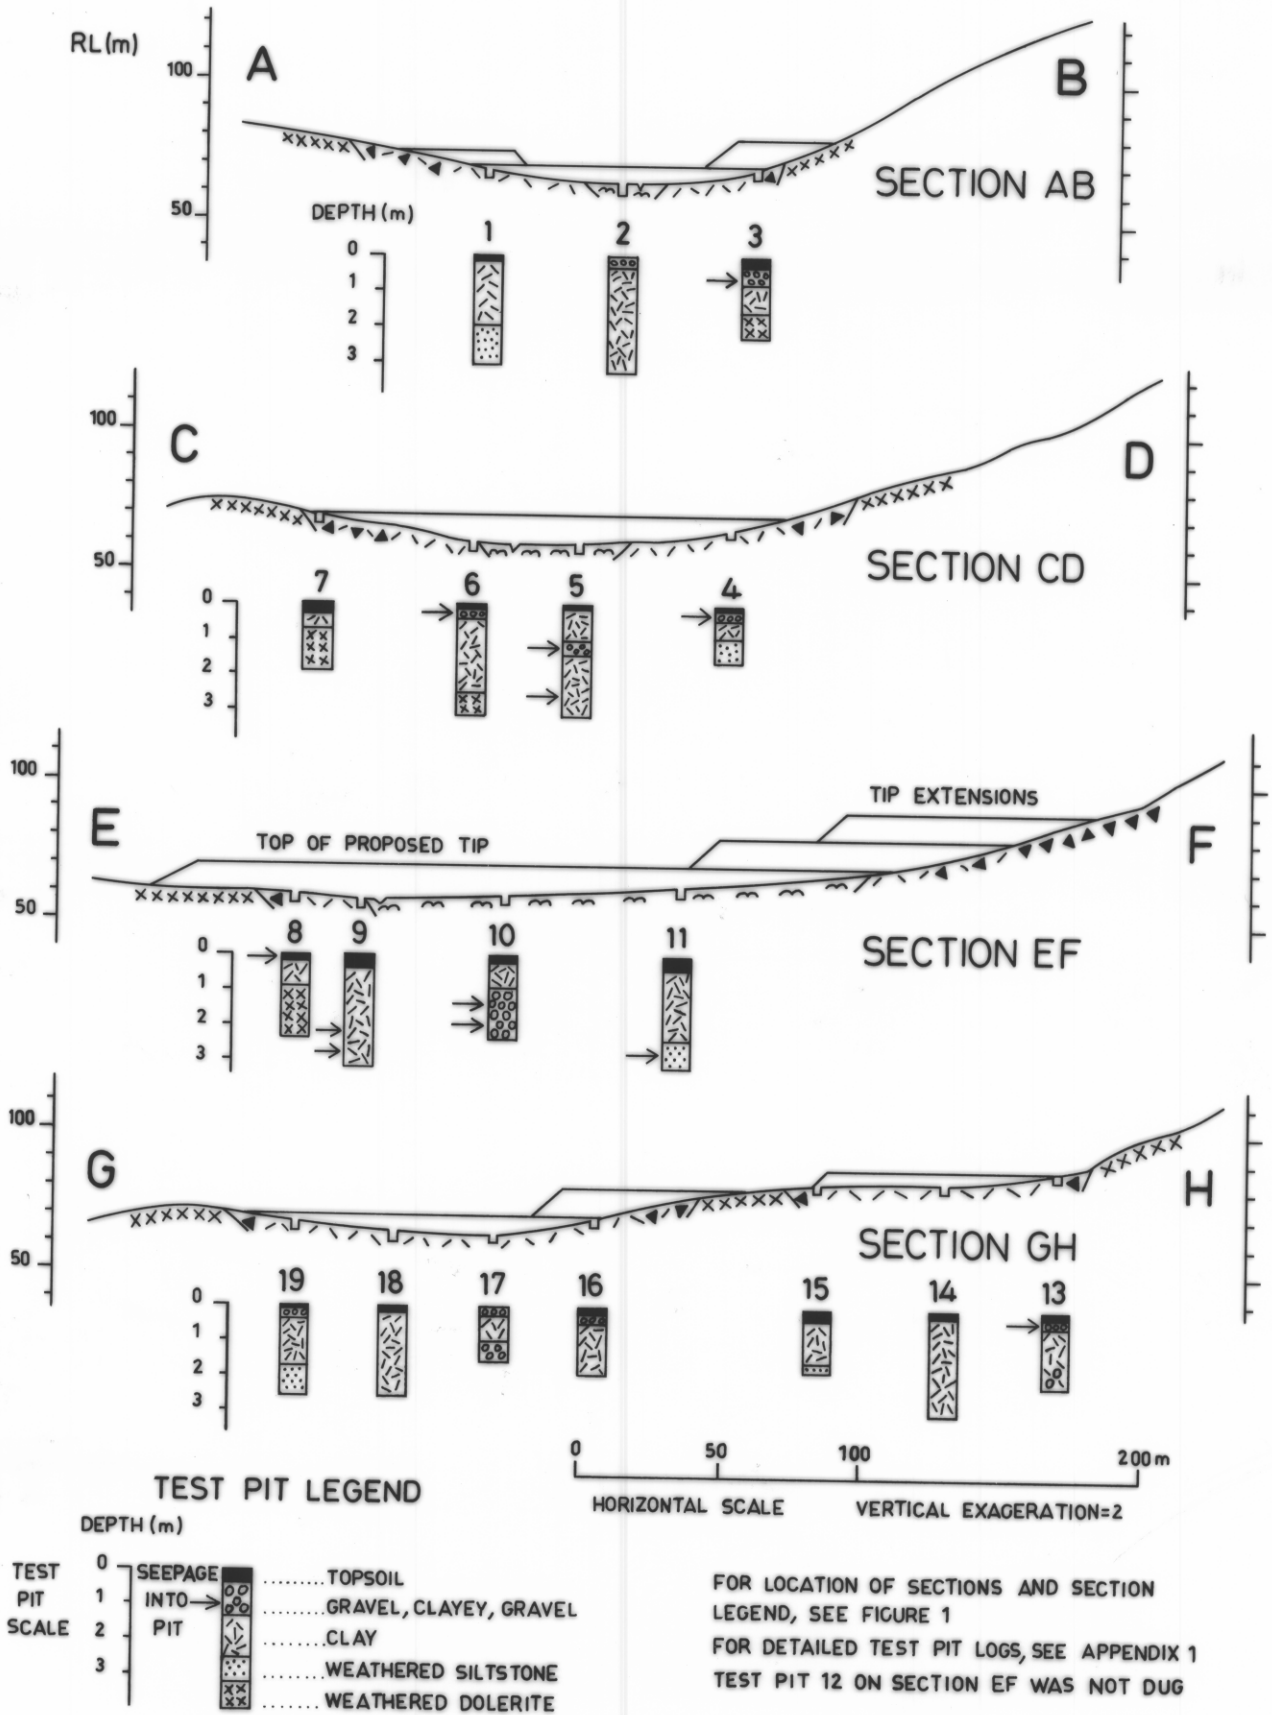 RL(m)
100
50
A
B
SECTION AB
DEPTH (m)
0
1
2
3
1
2
3
100
50
C
D
SECTION CD
0
1
2
3
7
6
5
4
100
50
E
F
TOP OF PROPOSED TIP
TIP EXTENSIONS
SECTION EF
0
1
2
3
8
9
10
11
100
50
G
H
SECTION GH
0
1
2
3
19
18
17
16
15
14
13
0
50
100
200m
HORIZONTAL SCALE
VERTICAL EXAGERATION=2
TEST PIT LEGEND
DEPTH (m)
TEST
PIT
SCALE
0
1
2
3
SEEPAGE
INTO
PIT
........ TOPSOIL
........ GRAVEL, CLAYEY, GRAVEL
........ CLAY
........ WEATHERED SILTSTONE
....... WEATHERED DOLERITE
FOR LOCATION OF SECTIONS AND SECTION
LEGEND, SEE FIGURE 1
FOR DETAILED TEST PIT LOGS, SEE APPENDIX 1
TEST PIT 12 ON SECTION EF WAS NOT DUG